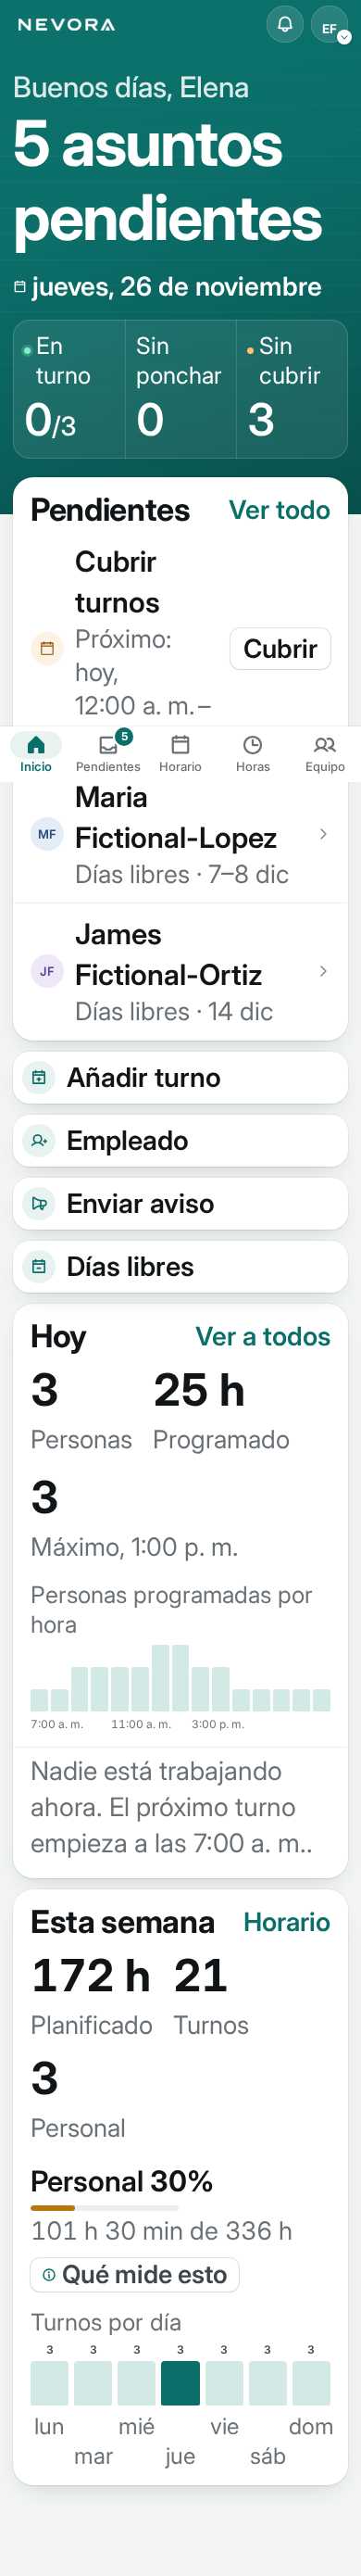 NEVORA
EF
Buenos días, Elena
5 asuntos
pendientes
jueves, 26 de noviembre
En
turno
0/3
Sin
ponchar
0
Sin
cubrir
3
Pendientes
Ver todo
Cubrir
turnos
Próximo:
hoy,
12:00 a. m. –
Cubrir
Inicio
5
Pendientes
Horario
Horas
Equipo
MF
Maria
Fictional-Lopez
Días libres · 7–8 dic
JF
James
Fictional-Ortiz
Días libres · 14 dic
Añadir turno
Empleado
Enviar aviso
Días libres
Hoy
Ver a todos
3
Personas
25 h
Programado
3
Máximo, 1:00 p. m.
Personas programadas por
hora
7:00 a. m.
11:00 a. m.
3:00 p. m.
Nadie está trabajando
ahora. El próximo turno
empieza a las 7:00 a. m..
Esta semana
Horario
172 h
Planificado
21
Turnos
3
Personal
Personal 30%
101 h 30 min de 336 h
Qué mide esto
Turnos por día
3 3 3 3 3 3 3
lun mié vie dom
mar jue sáb